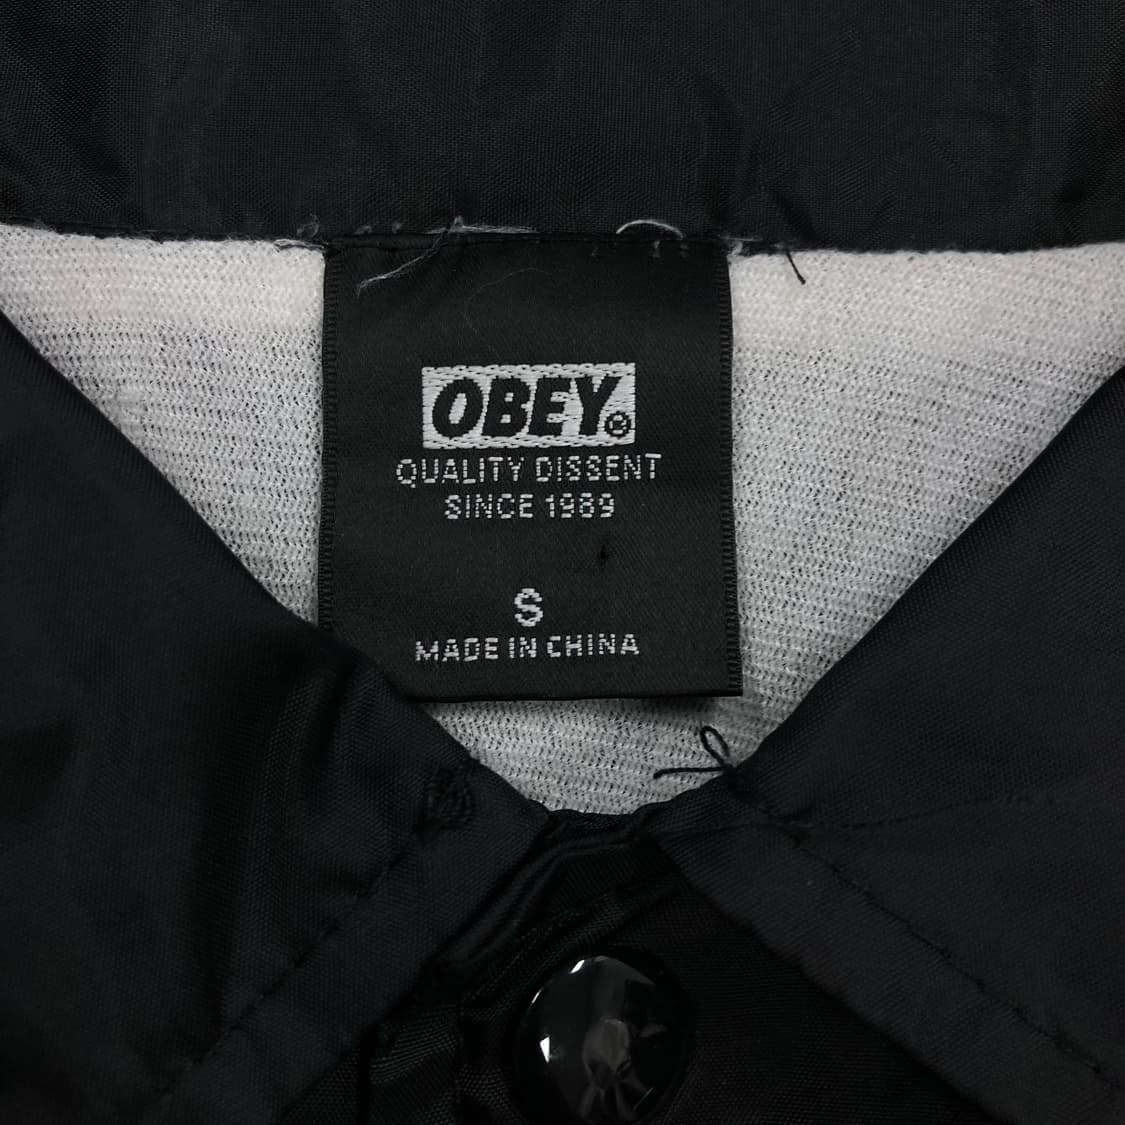 OBEY®
QUALITY DISSENT
SINCE 1989
S
MADE IN CHINA